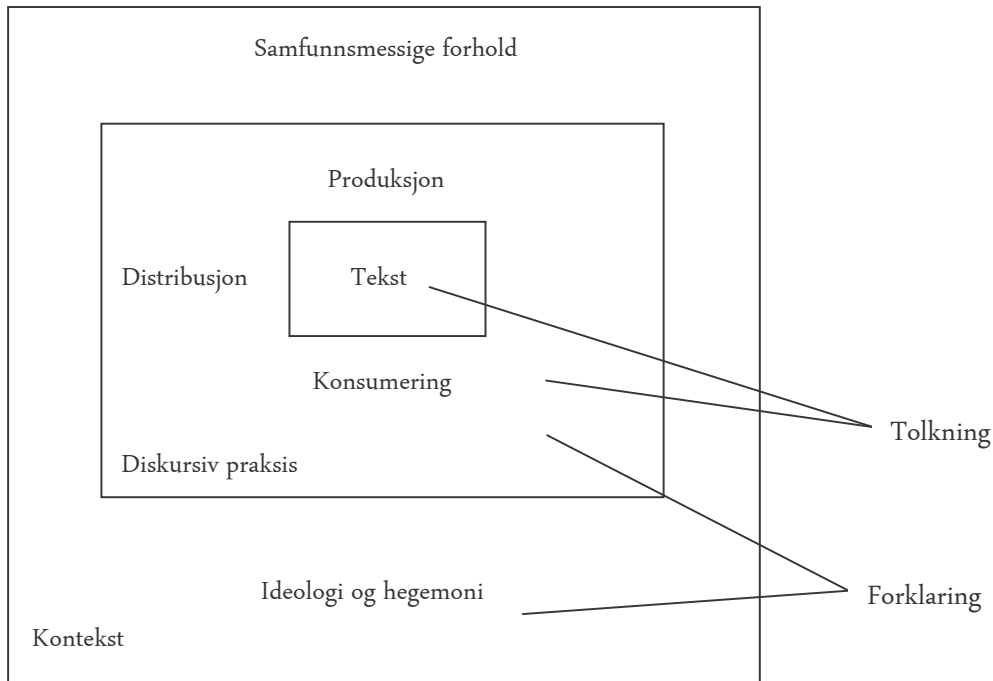 Samfunnsmessige forhold
Produksjon
Distribusjon
Tekst
Konsumering
Tolkning
Diskursiv praksis
Ideologi og hegemoni
Forklaring
Kontekst